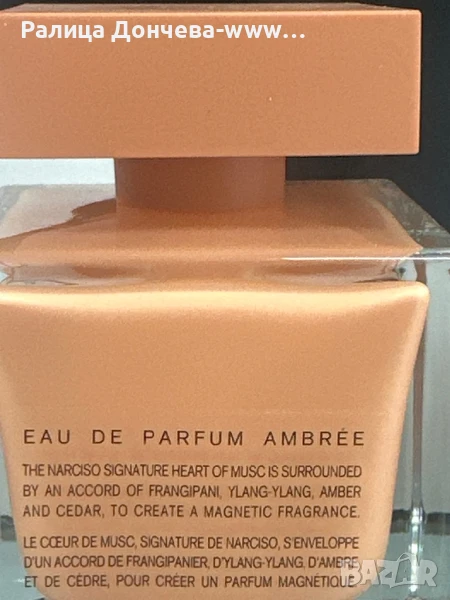 Ралица Дончева-www...
EAU DE PARFUM AMBRÉE
THE NARCISO SIGNATURE HEART OF MUSC IS SURROUNDED
BY AN ACCORD OF FRANGIPANI, YLANG-YLANG, AMBER
AND CEDAR, TO CREATE A MAGNETIC FRAGRANCE.
LE CŒUR DE MUSC, SIGNATURE DE NARCISO, S'ENVELOPPE
D'UN ACCORD DE FRANGIPANIER, D'YLANG-YLANG, D'AMBRE
ET DE CÈDRE, POUR CRÉER UN PARFUM MAGNÉTIQUE
BAZAR